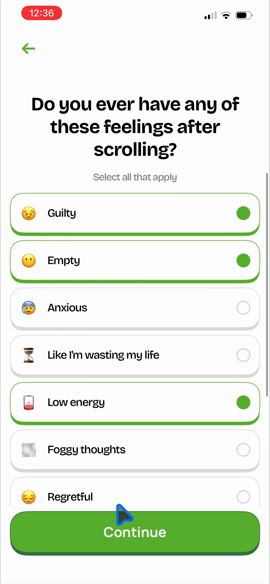 12:36
Do you ever have any of
these feelings after
scrolling?
Select all that apply
Guilty
Empty
Anxious
Like I'm wasting my life
Low energy
Foggy thoughts
Regretful
Continue